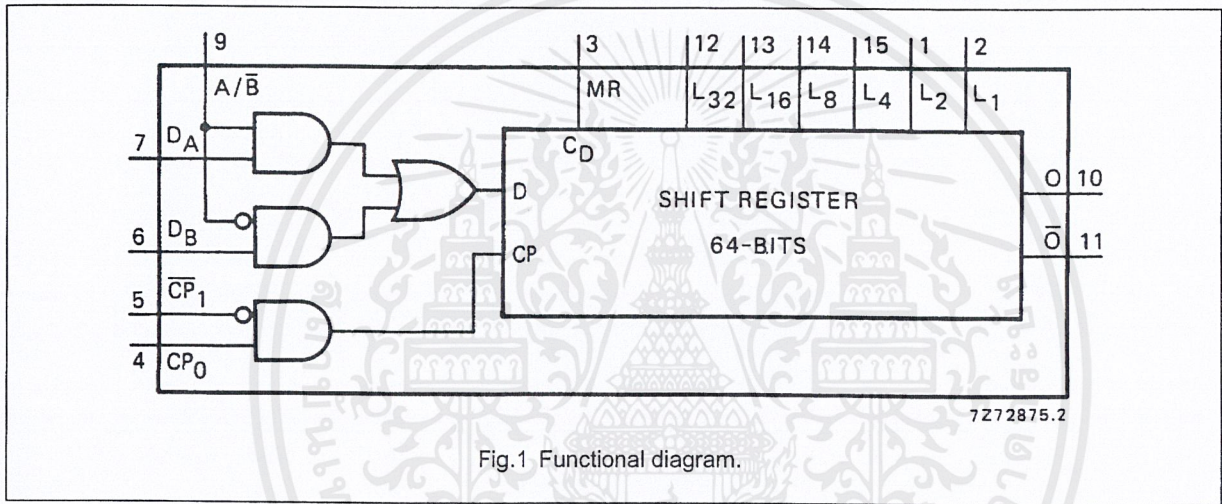 9 3 12 13 14 15 1 2
A/B̅ MR L32 L16 L8 L4 L2 L1
7 DA
CD
D
O 10
SHIFT REGISTER
6 DB
64-BITS
O̅ 11
CP
5 C̅P̅1
4 CP0
7Z72875.2
Fig.1 Functional diagram.